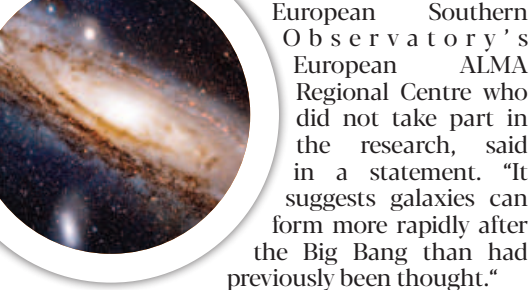 European Southern
Observatory's
European ALMA
Regional Centre who
did not take part in
the research, said
in a statement. “It
suggests galaxies can
form more rapidly after
the Big Bang than had
previously been thought.“